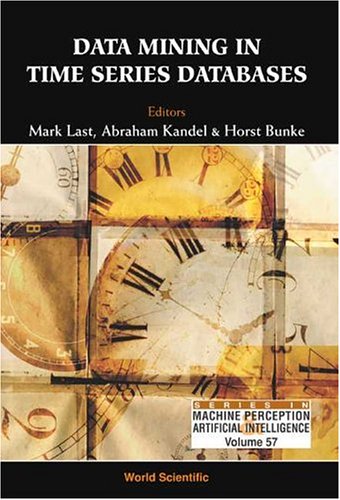 DATA MINING IN
TIME SERIES DATABASES
Editors
Mark Last, Abraham Kandel & Horst Bunke
SERIES IN
MACHINE PERCEPTION
ARTIFICIAL INTELLIGENCE
Volume 57
World Scientific